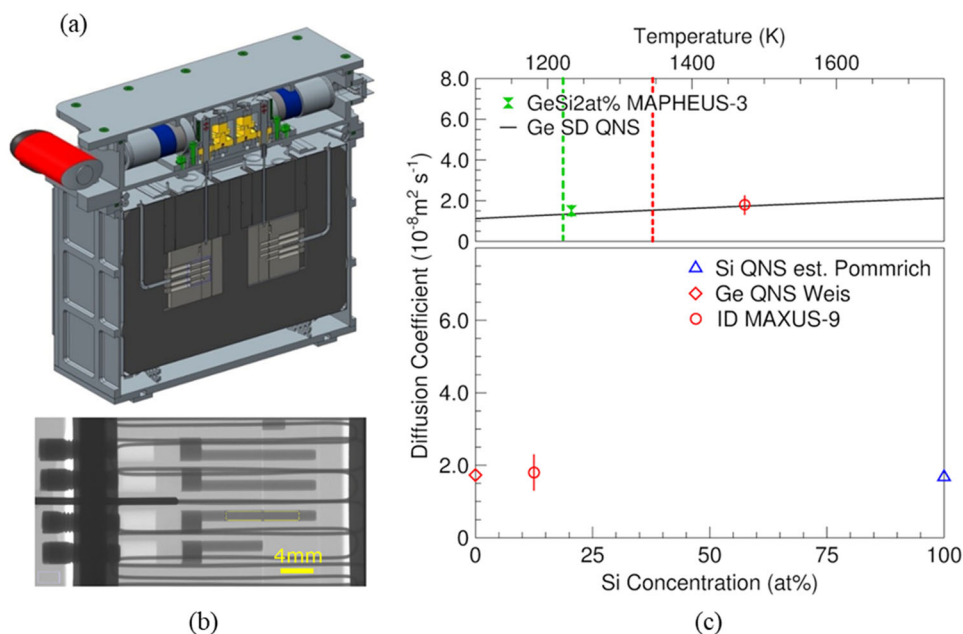 (a)
Temperature (K)
1200 1400 1600
8.0
GeSi2at% MAPHEUS-3
Ge SD QNS
6.0
4.0
2.0
0
Diffusion Coefficient (10⁻⁸m² s⁻¹)
Si QNS est. Pommrich
Ge QNS Weis
ID MAXUS-9
6.0
4.0
2.0
0
0 25 50 75 100
Si Concentration (at%)
4mm
(b) (c)